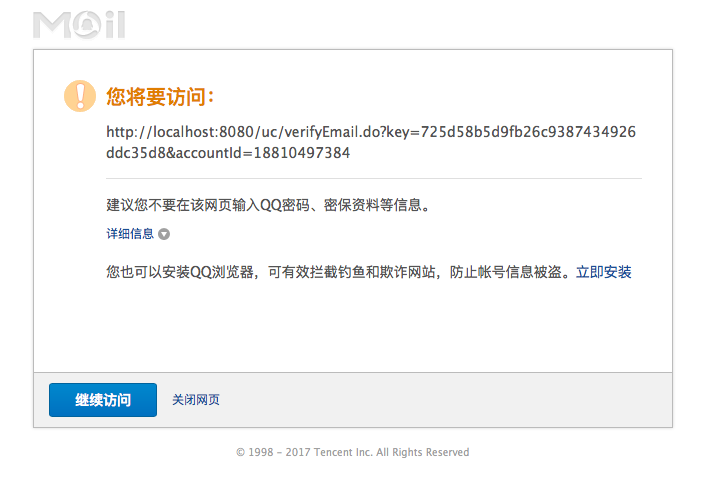 Mail
您将要访问：
http://localhost:8080/uc/verifyEmail.do?key=725d58b5d9fb26c9387434926
ddc35d8&accountId=18810497384
建议您不要在该网页输入QQ密码、密保资料等信息。
详细信息
您也可以安装QQ浏览器，可有效拦截钓鱼和欺诈网站，防止帐号信息被盗。立即安装
继续访问 关闭网页
© 1998 - 2017 Tencent Inc. All Rights Reserved